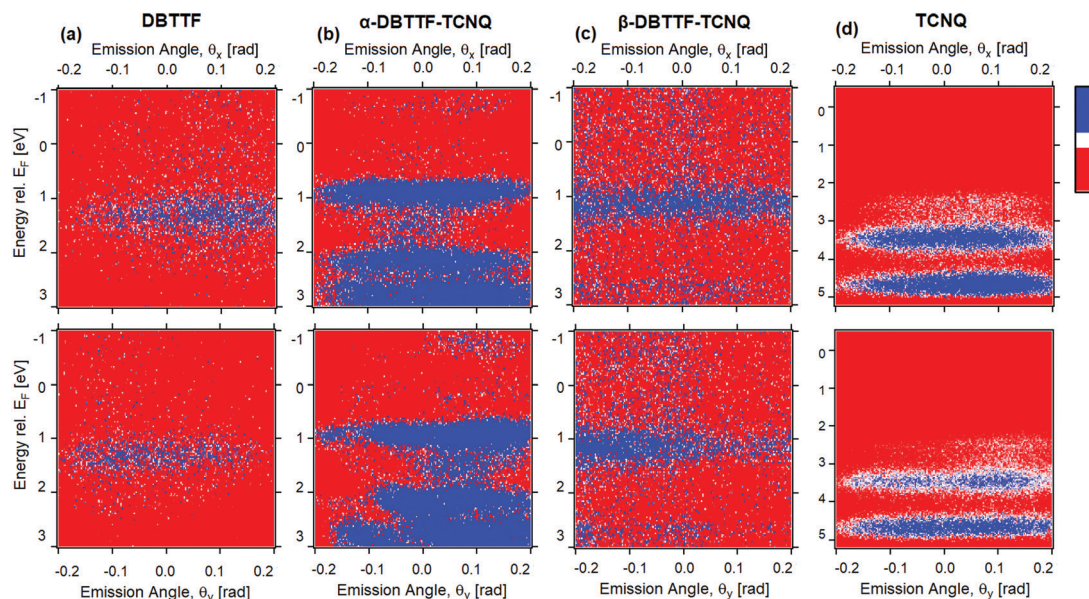 DBTTF α-DBTTF-TCNQ β-DBTTF-TCNQ TCNQ
(a) (b) (c) (d)
Emission Angle, θx [rad] Emission Angle, θx [rad] Emission Angle, θx [rad] Emission Angle, θx [rad]
-0.2 -0.1 0.0 0.1 0.2 -0.2 -0.1 0.0 0.1 0.2 -0.2 -0.1 0.0 0.1 0.2 -0.2 -0.1 0.0 0.1 0.2
Energy rel. EF [eV]
-1 0 1 2 3
-1 0 1 2 3
-1 0 1 2 3
Energy rel. EF [eV]
0 1 2 3 4 5
Energy rel. EF [eV]
-1 0 1 2 3
-1 0 1 2 3
-1 0 1 2 3
Energy rel. EF [eV]
0 1 2 3 4 5
-0.2 -0.1 0.0 0.1 0.2 -0.2 -0.1 0.0 0.1 0.2 -0.2 -0.1 0.0 0.1 0.2 -0.2 -0.1 0.0 0.1 0.2
Emission Angle, θy [rad] Emission Angle, θy [rad] Emission Angle, θy [rad] Emission Angle, θy [rad]